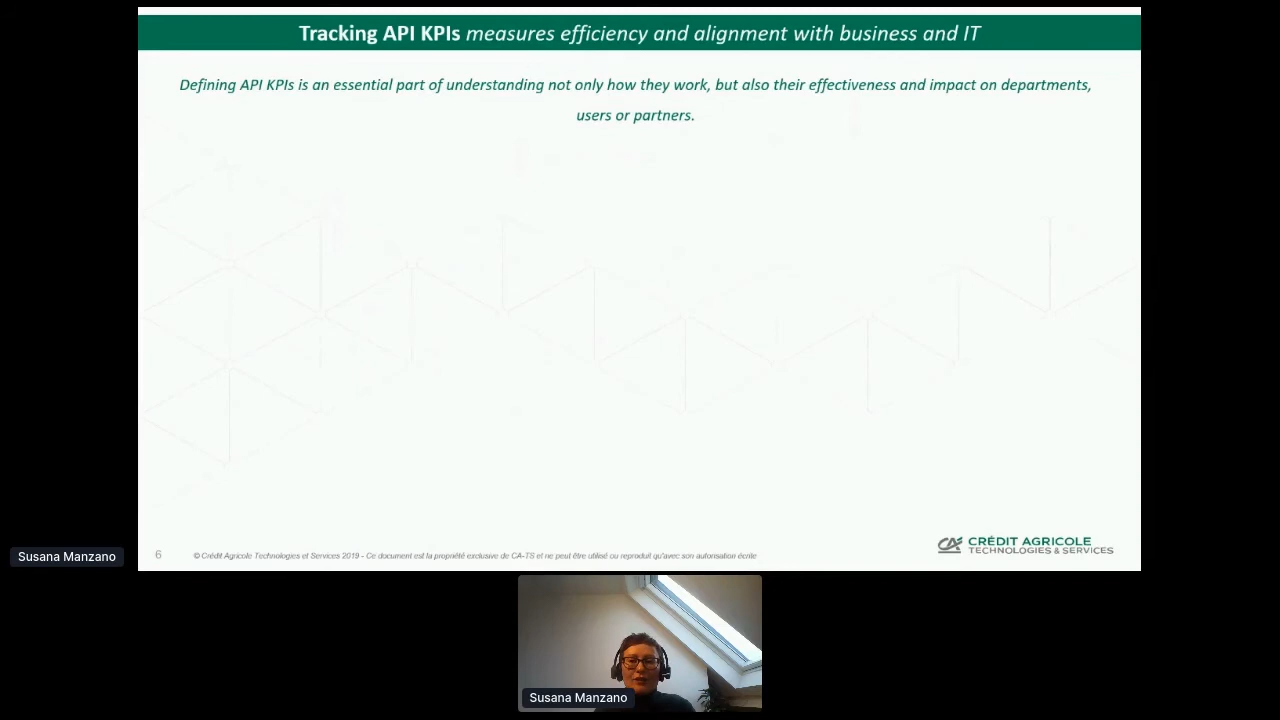 Tracking API KPIs measures efficiency and alignment with business and IT
Defining API KPIs is an essential part of understanding not only how they work, but also their effectiveness and impact on departments,
users or partners.
6
© Crédit Agricole Technologies et Services 2019 - Ce document est la propriété exclusive de CA-TS et ne peut être utilisé ou reproduit qu'avec son autorisation écrite
CRÉDIT AGRICOLE
TECHNOLOGIES & SERVICES
Susana Manzano
Susana Manzano